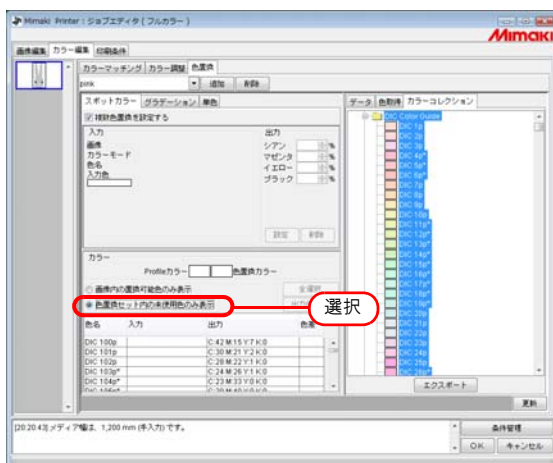 Mimaki Printer : ジョブエディタ ( フルカラー )
Mimaki
画像編集 カラー編集 印刷条件
カラーマッチング カラー調整 色置換
pink 追加 削除
スポットカラー グラデーション 単色
複数色置換を設定する
入力 出力
画像 シアン %
カラーモード マゼンタ %
色名 イエロー %
入力色 ブラック %
設定 削除
カラー
Profileカラー 色置換カラー
画像内の置換可能色のみ表示 全選択
色置換セット内の未使用色のみ表示
選択
色名 入力 出力 色差
DIC 100p C:42 M:15 Y:7 K:0
DIC 101p C:30 M:21 Y:2 K:0
DIC 102p C:28 M:22 Y:1 K:0
DIC 103p* C:24 M:26 Y:1 K:0
DIC 104p* C:23 M:33 Y:0 K:0
データ 色取得 カラーコレクション
DIC Color Guide
DIC 1p
DIC 2p
DIC 3p
DIC 4p*
DIC 5p*
DIC 6p*
DIC 7p
DIC 8p
DIC 9p
DIC 10p
DIC 11p*
DIC 12p*
DIC 13p*
DIC 14p*
DIC 15p*
DIC 16p*
DIC 17p*
DIC 18p*
DIC 19p*
DIC 20p
DIC 21p
DIC 22p
DIC 23p
DIC 24p
DIC 25p
DIC 26p*
エクスポート
更新
[20:20:43] メディア幅は、1,200 mm (手入力) です。
条件管理
OK キャンセル